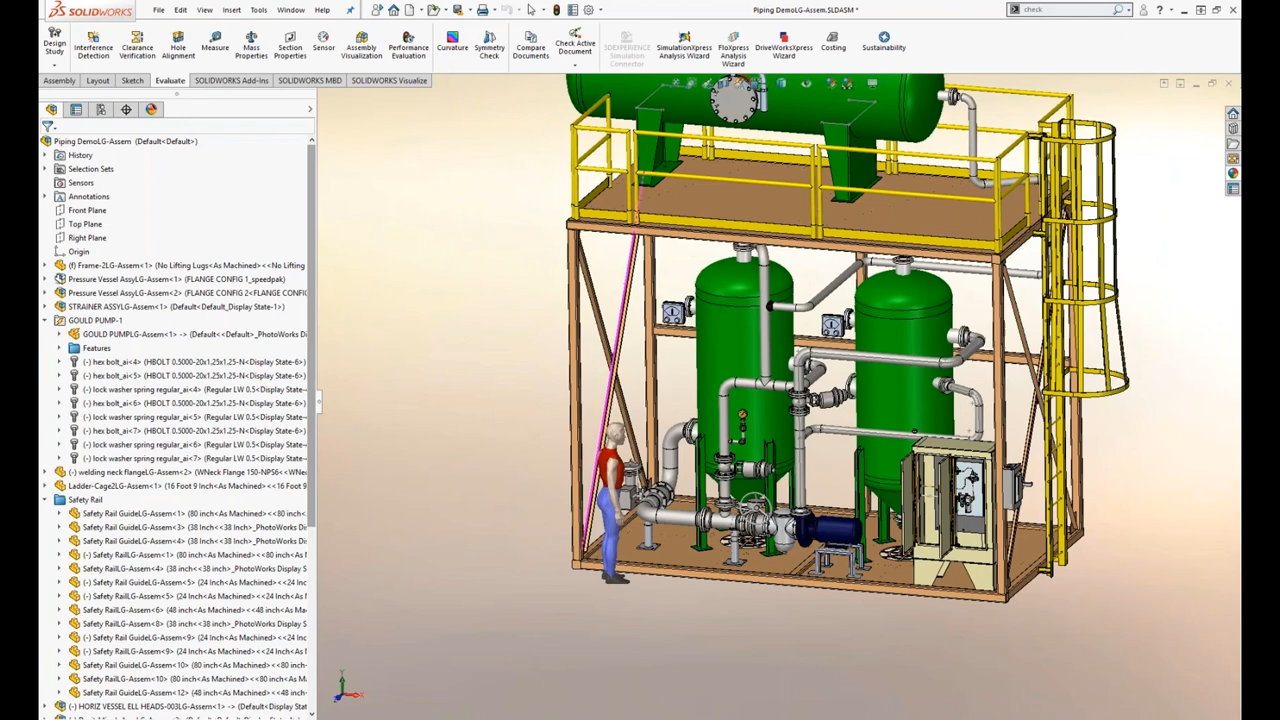 SOLIDWORKS
File Edit View Insert Tools Window
Piping DemoLG-Assem.SLDASM *
check
Design Study
Interference Detection
Clearance Verification
Hole Alignment
Measure
Mass Properties
Section Properties
Sensor
Assembly Visualization
Performance Evaluation
Curvature
Symmetry Check
Compare Documents
Check Active Document
3DEXPERIENCE Simulation Connector
SimulationXpress Analysis Wizard
FloXpress Analysis Wizard
DriveWorksXpress Wizard
Costing
Sustainability
Assembly Layout Sketch Evaluate SOLIDWORKS Add-Ins SOLIDWORKS MBD SOLIDWORKS Visualize
Piping DemoLG-Assem (Default<Default>)
History
Selection Sets
Sensors
Annotations
Front Plane
Top Plane
Right Plane
Origin
(f) Frame-2LG-Assem<1> (No Lifting Lugs<As Machined><<No Lifting
Pressure Vessel AssyLG-Assem<1> (FLANGE CONFIG 1_speedpak)
Pressure Vessel AssyLG-Assem<2> (FLANGE CONFIG 2<FLANGE CONFIG
STRAINER ASSYLG-Assem<1> (Default<Default_Display State-1>)
GOULD PUMP-1
GOULD PUMPLG-Assem<1> -> (Default<<Default>_PhotoWorks Di
Features
(-) hex bolt_ai<4> (HBOLT 0.5000-20x1.25x1.25-N<Display State-6>)
(-) hex bolt_ai<5> (HBOLT 0.5000-20x1.25x1.25-N<Display State-6>)
(-) lock washer spring regular_ai<4> (Regular LW 0.5<Display State-
(-) hex bolt_ai<6> (HBOLT 0.5000-20x1.25x1.25-N<Display State-6>)
(-) lock washer spring regular_ai<5> (Regular LW 0.5<Display State-
(-) hex bolt_ai<7> (HBOLT 0.5000-20x1.25x1.25-N<Display State-6>)
(-) lock washer spring regular_ai<6> (Regular LW 0.5<Display State-
(-) lock washer spring regular_ai<7> (Regular LW 0.5<Display State-
(-) welding neck flangeLG-Assem<2> (WNeck Flange 150-NPS6<<WNe
Ladder-Cage2LG-Assem<1> (16 Foot 9 Inch<As Machined><<16 Foot
Safety Rail
Safety Rail GuideLG-Assem<1> (80 inch<As Machined><<80 inch-
Safety Rail GuideLG-Assem<3> (38 Inch<<38 Inch>_PhotoWorks
Safety Rail GuideLG-Assem<4> (38 Inch<<38 Inch>_PhotoWorks
(-) Safety RailLG-Assem<1> (80 inch<As Machined><<80 inch-
Safety RailLG-Assem<4> (38 inch<<38 inch>_PhotoWorks Display
(-) Safety Rail GuideLG-Assem<5> (24 Inch<As Machined><<24 Inc
Safety RailLG-Assem<5> (24 Inch<As Machined><<24 Inch-
Safety RailLG-Assem<6> (48 inch<As Machined><<48 inch-
Safety RailLG-Assem<8> (38 inch<<38 inch>_PhotoWorks Display
(-) Safety Rail GuideLG-Assem<9> (24 Inch<As Machined><<24 Inc
(-) Safety RailLG-Assem<9> (24 Inch<As Machined><<24 Inch-
Safety Rail GuideLG-Assem<10> (80 inch<As Machined><<80 inch-
Safety RailLG-Assem<10> (80 inch<As Machined><<80 inch-
Safety Rail GuideLG-Assem<12> (48 inch<As Machined><<48 inch-
(-) HORIZ VESSEL ELL HEADS-003LG-Assem<1> -> (Default<Default_Di